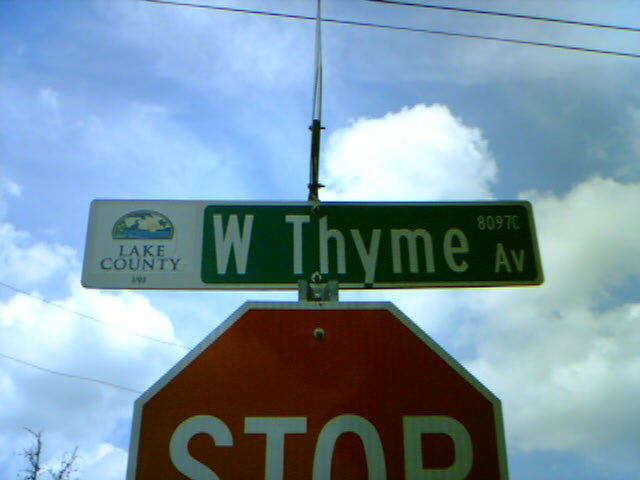 LAKE
COUNTY
W Thyme Av
8097C
STOP